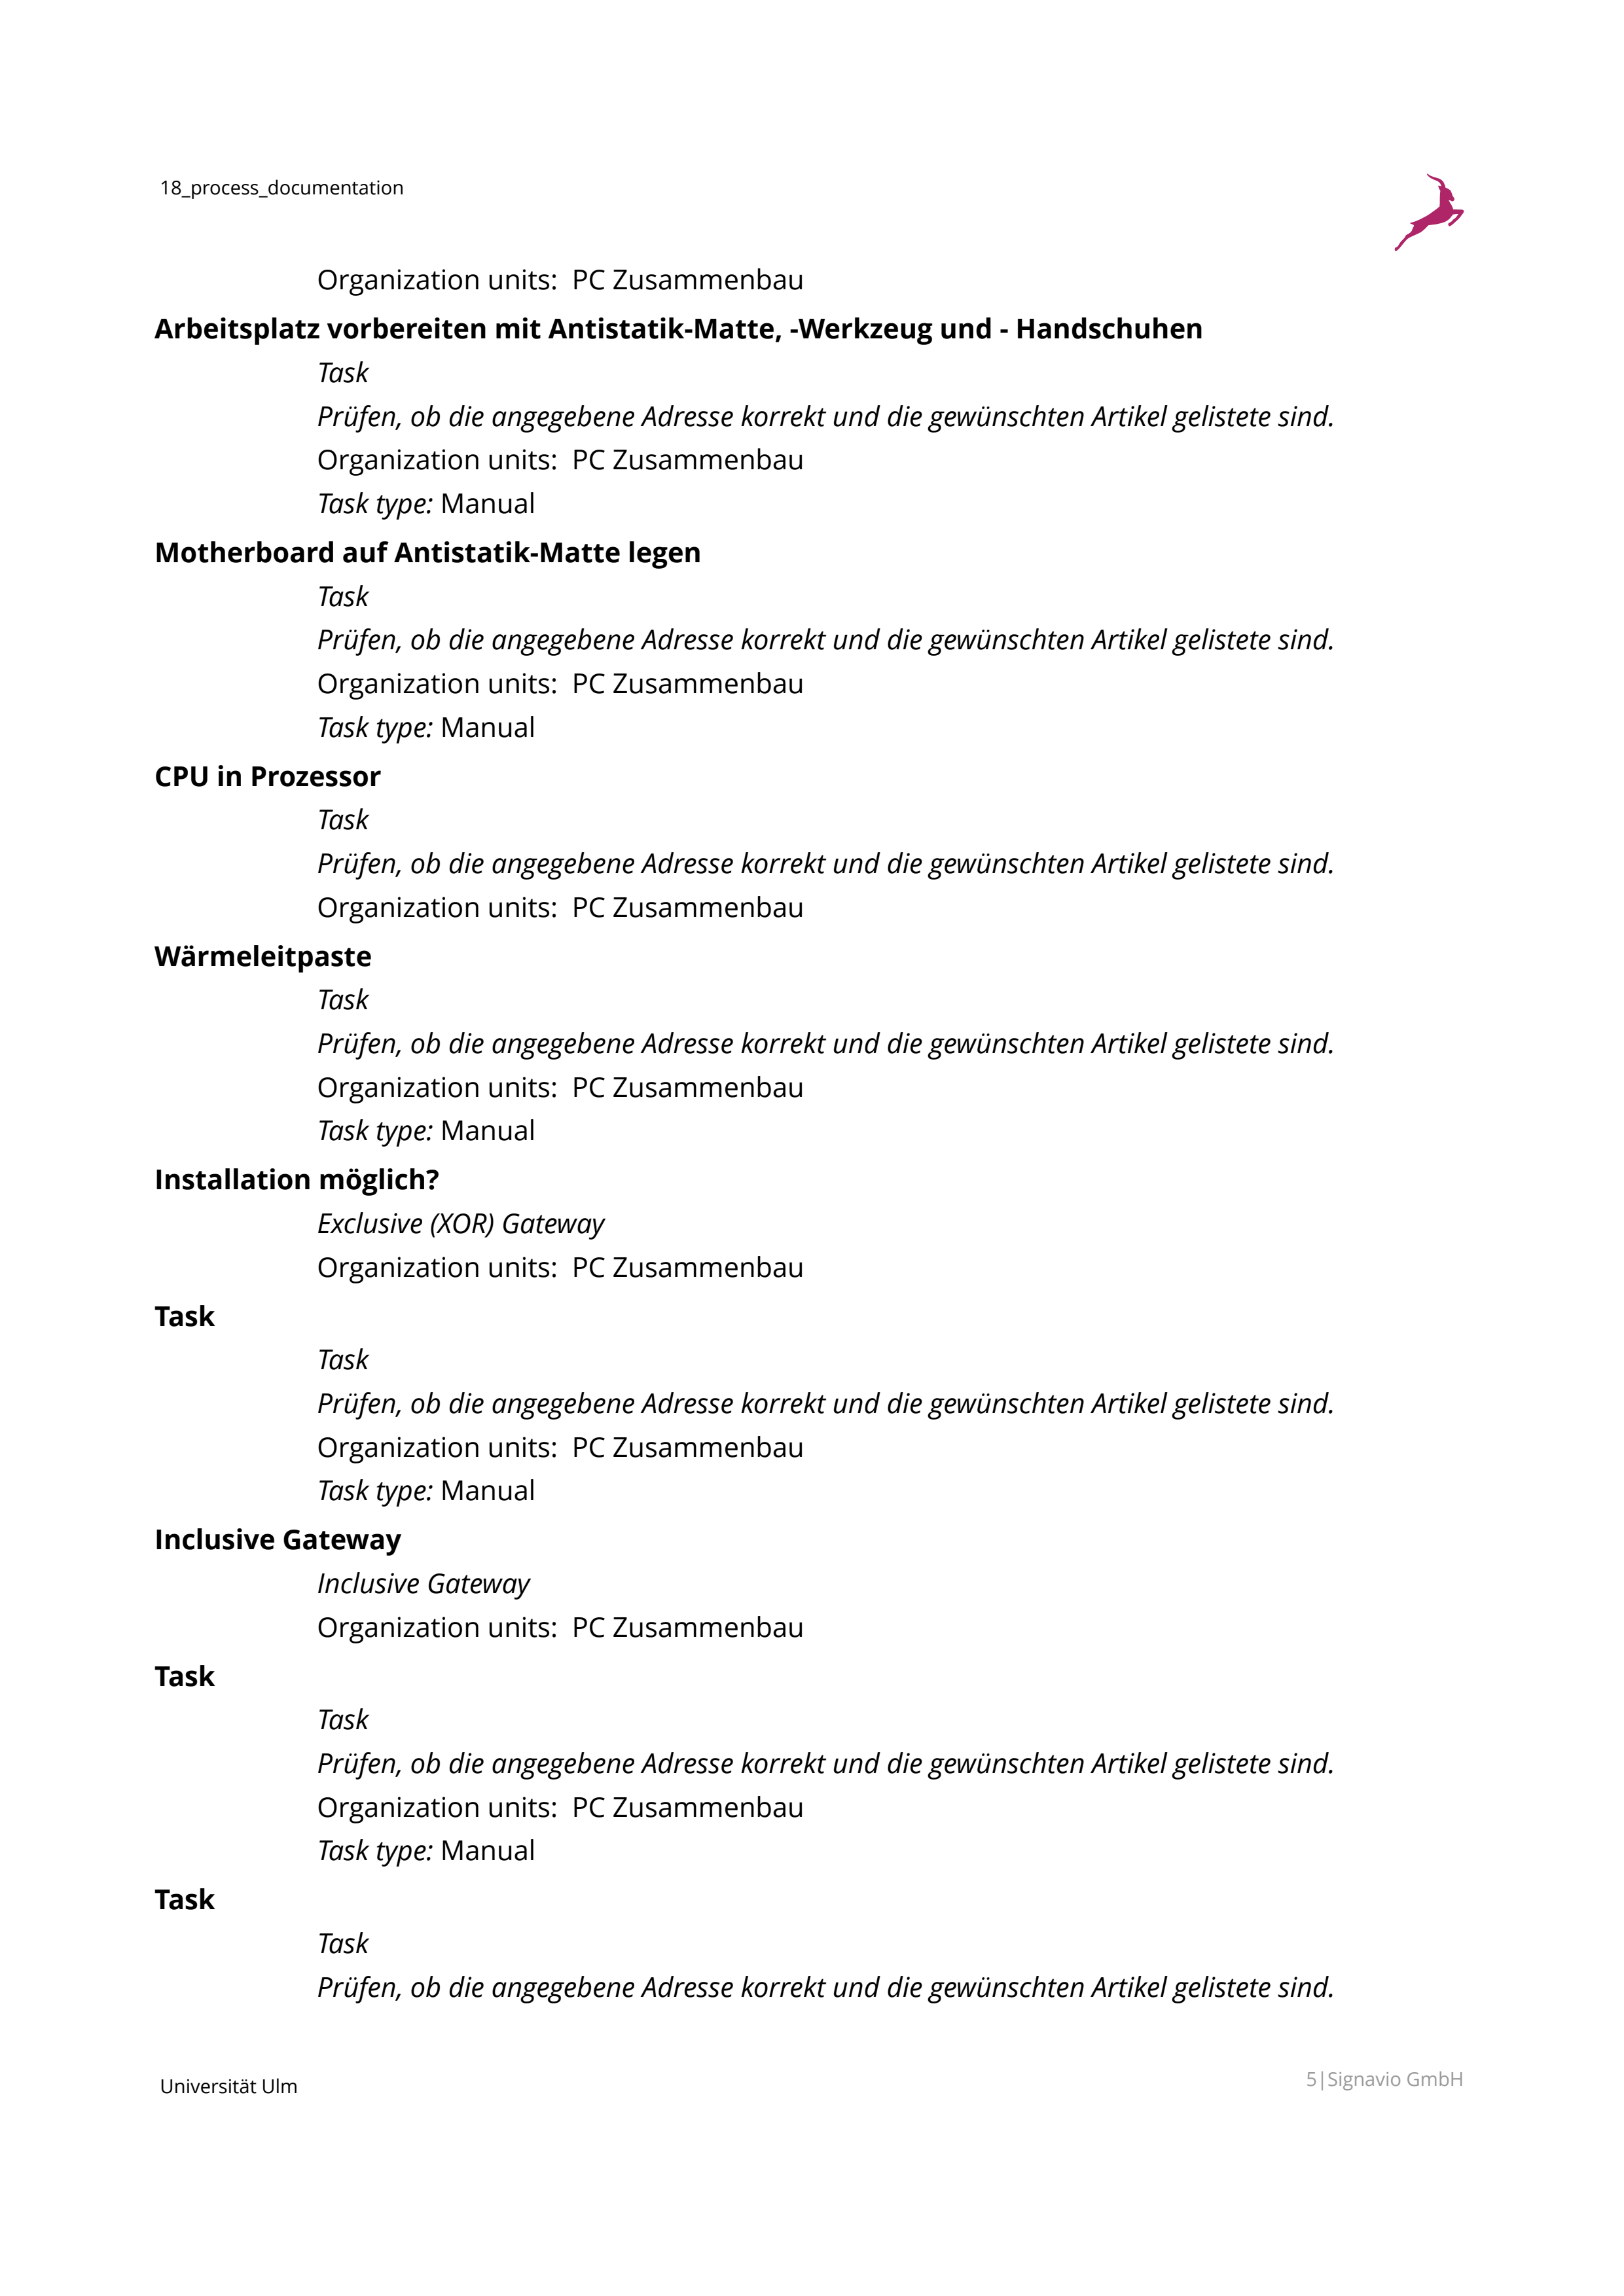 18_process_documentation
Organization units:  PC Zusammenbau
Arbeitsplatz vorbereiten mit Antistatik-Matte, -Werkzeug und - Handschuhen
Task
Prüfen, ob die angegebene Adresse korrekt und die gewünschten Artikel gelistete sind.
Organization units:  PC Zusammenbau
Task type: Manual
Motherboard auf Antistatik-Matte legen
Task
Prüfen, ob die angegebene Adresse korrekt und die gewünschten Artikel gelistete sind.
Organization units:  PC Zusammenbau
Task type: Manual
CPU in Prozessor
Task
Prüfen, ob die angegebene Adresse korrekt und die gewünschten Artikel gelistete sind.
Organization units:  PC Zusammenbau
Wärmeleitpaste
Task
Prüfen, ob die angegebene Adresse korrekt und die gewünschten Artikel gelistete sind.
Organization units:  PC Zusammenbau
Task type: Manual
Installation möglich?
Exclusive (XOR) Gateway
Organization units:  PC Zusammenbau
Task
Task
Prüfen, ob die angegebene Adresse korrekt und die gewünschten Artikel gelistete sind.
Organization units:  PC Zusammenbau
Task type: Manual
Inclusive Gateway
Inclusive Gateway
Organization units:  PC Zusammenbau
Task
Task
Prüfen, ob die angegebene Adresse korrekt und die gewünschten Artikel gelistete sind.
Organization units:  PC Zusammenbau
Task type: Manual
Task
Task
Prüfen, ob die angegebene Adresse korrekt und die gewünschten Artikel gelistete sind.
Universität Ulm
5|Signavio GmbH